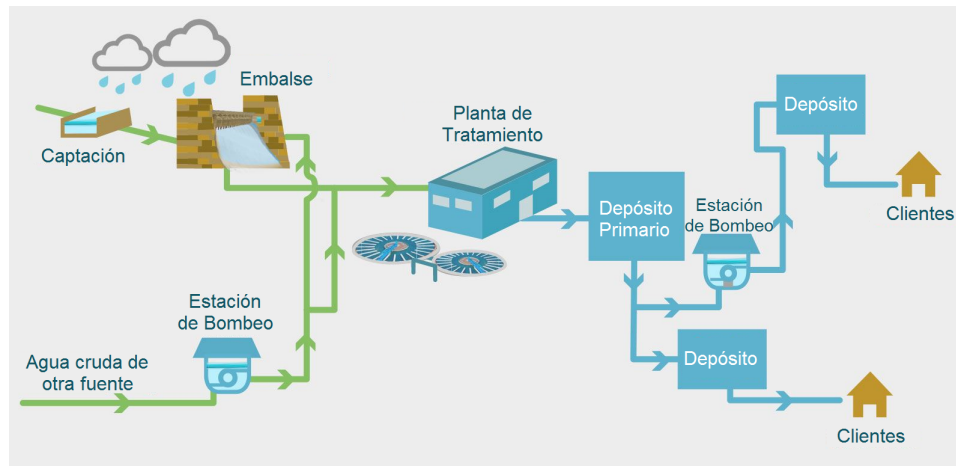 Embalse
Captación
Planta de
Tratamiento
Depósito
Clientes
Depósito
Primario
Estación
de Bombeo
Estación
de Bombeo
Agua cruda de
otra fuente
Depósito
Clientes